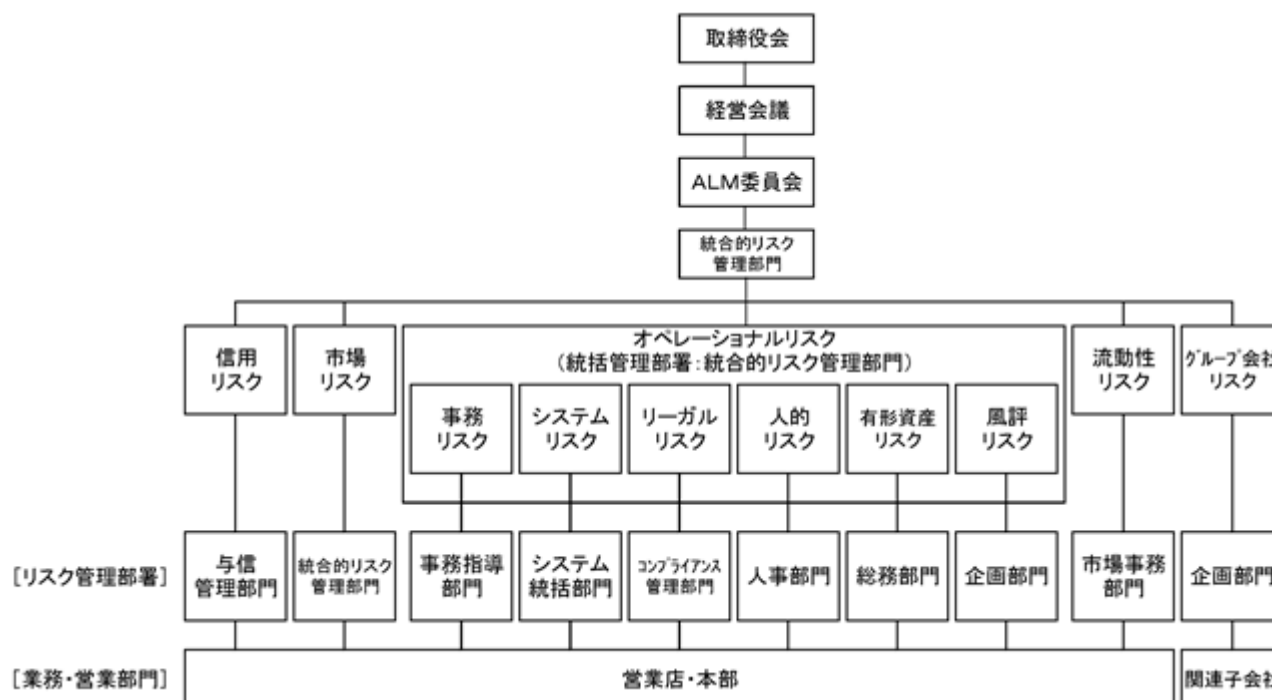 取締役会
経営会議
ALM委員会
統合的リスク
管理部門
信用
リスク
市場
リスク
オペレーショナルリスク
(統括管理部署:統合的リスク管理部門)
事務
リスク
システム
リスク
リーガル
リスク
人的
リスク
有形資産
リスク
風評
リスク
流動性
リスク
グループ会社
リスク
[リスク管理部署]
与信
管理部門
統合的リスク
管理部門
事務指導
部門
システム
統括部門
コンプライアンス
管理部門
人事部門
総務部門
企画部門
市場事務
部門
企画部門
[業務・営業部門]
営業店・本部
関連子会社